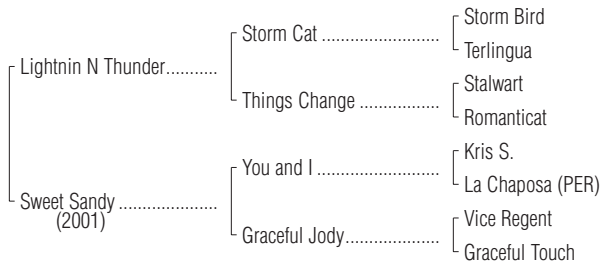 Storm Bird
Storm Cat ......................
Terlingua
Lightnin N Thunder...........
Stalwart
Things Change ...............
Romanticat
Kris S.
You and I .......................
La Chaposa (PER)
Sweet Sandy ....................
(2001)
Vice Regent
Graceful Jody..................
Graceful Touch